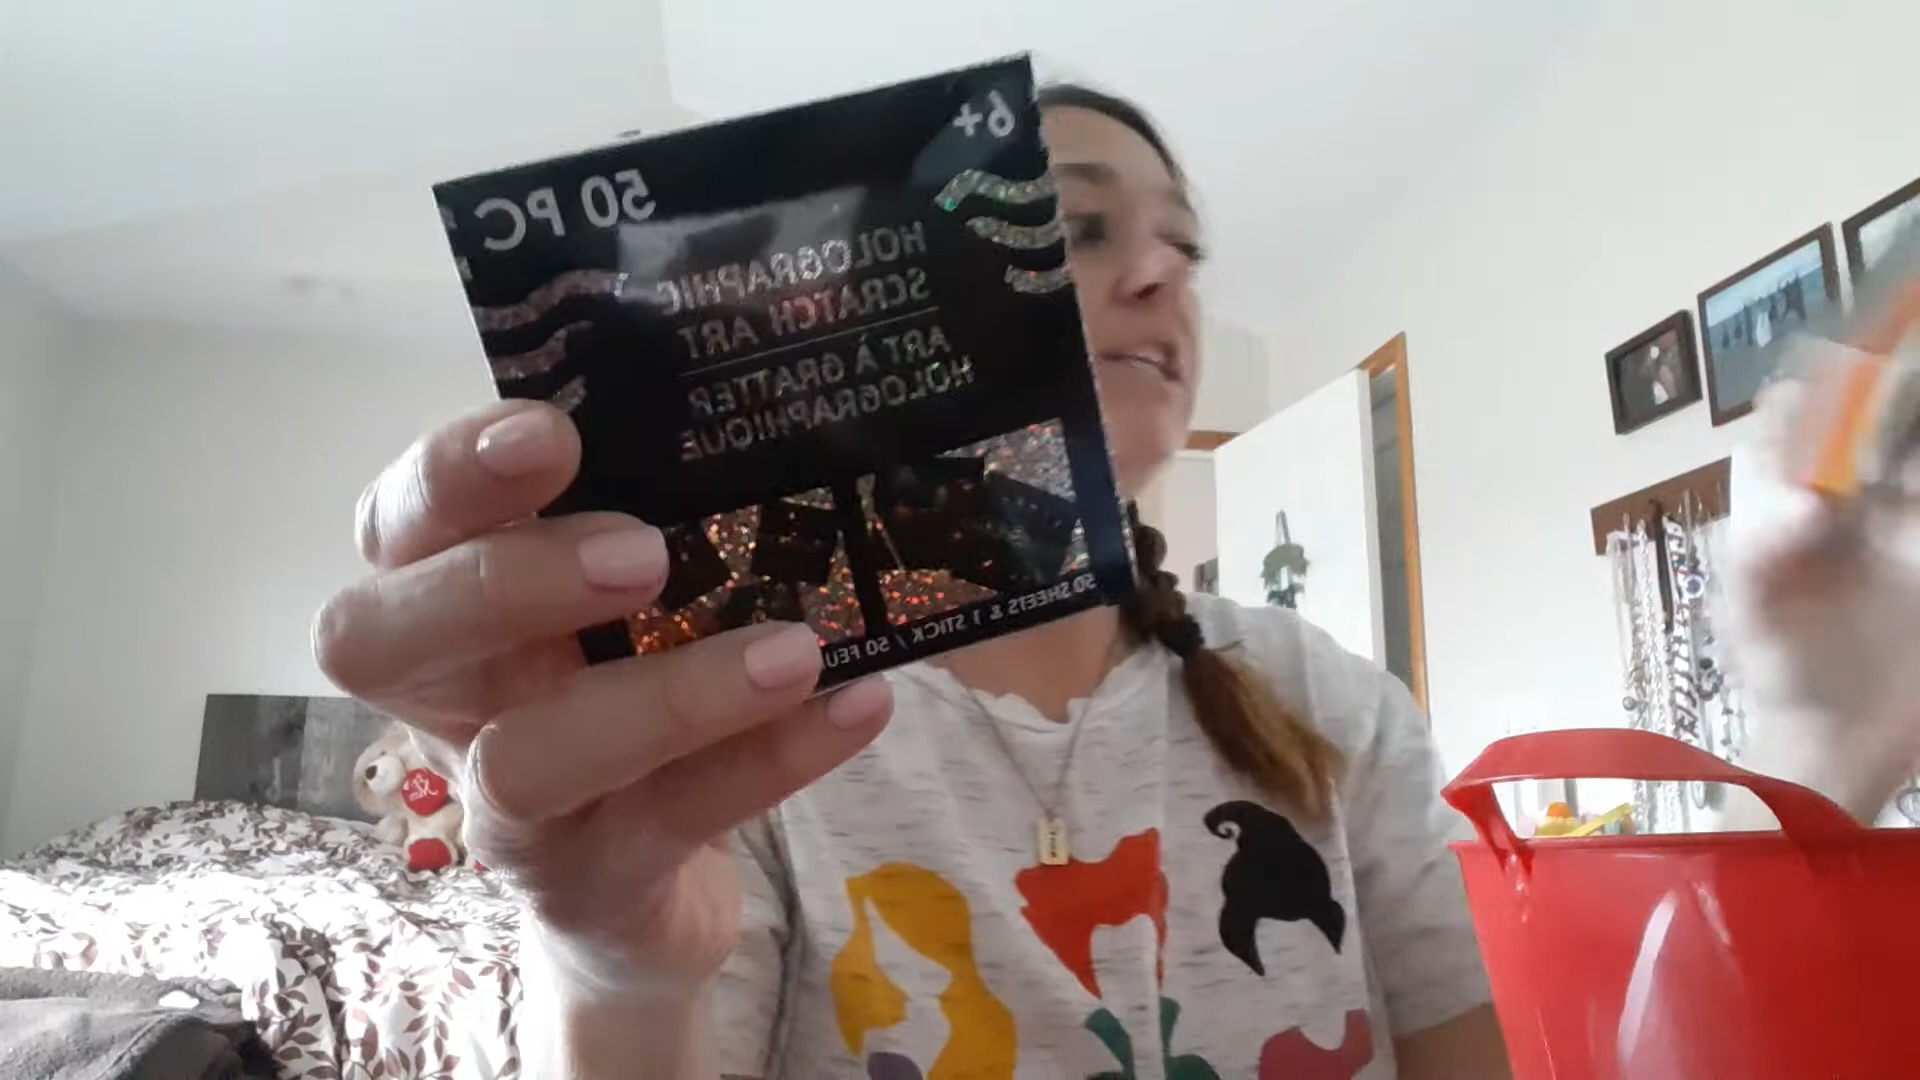 6+
50 PC
HOLOGRAPHIC
SCRATCH ART
ART À GRATTER
HOLOGRAPHIQUE
50 SHEETS & 1 STICK / 50